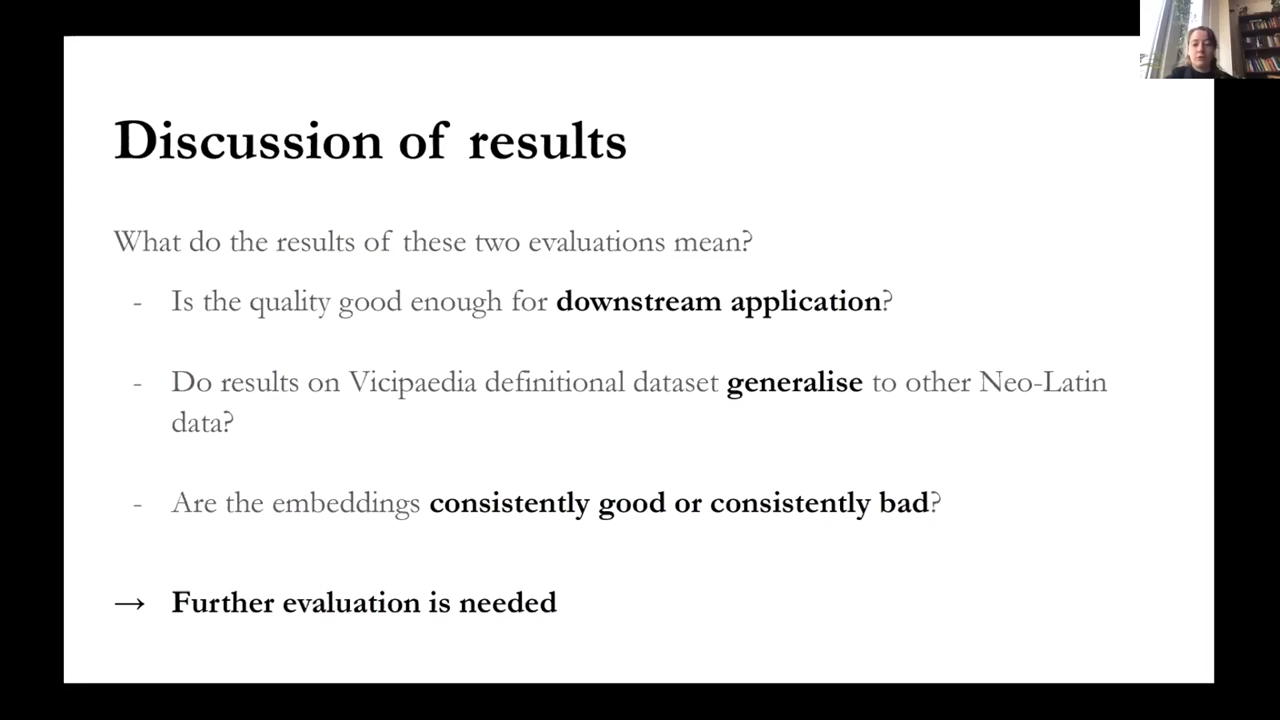 Discussion of results
What do the results of these two evaluations mean?
- Is the quality good enough for downstream application?
- Do results on Vicipaedia definitional dataset generalise to other Neo-Latin
data?
- Are the embeddings consistently good or consistently bad?
→ Further evaluation is needed